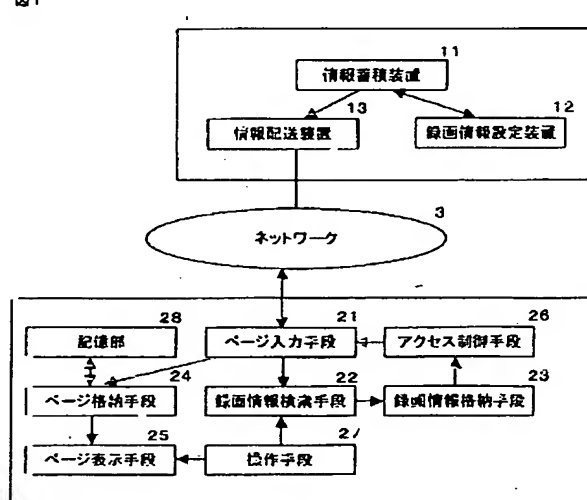 図1
11
情報蓄積装置
13
12
情報配送装置
録画情報設定装置
3
ネットワーク
28
21
26
記憶部
ページ入力手段
アクセス制御手段
24
22
23
ページ格納手段
録画情報検索手段
録画情報格納手段
25
27
ページ表示手段
操作手段